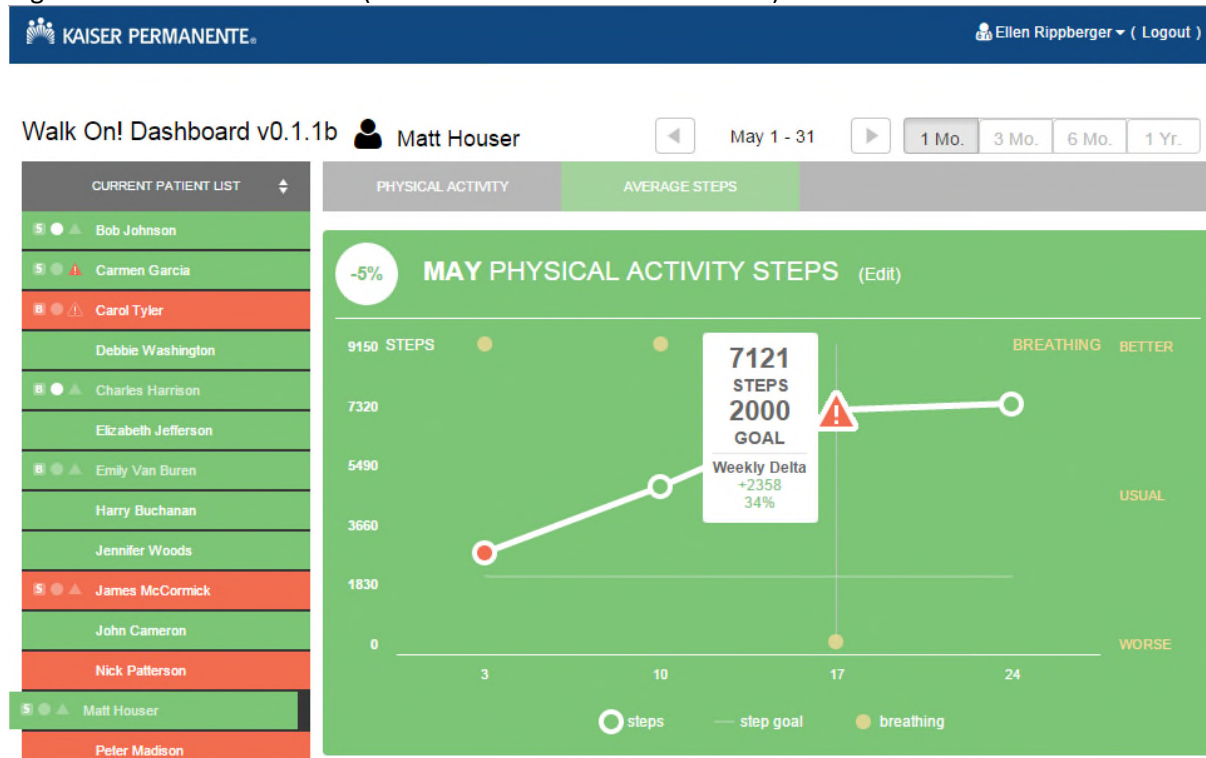 KAISER PERMANENTE®
Ellen Rippberger ( Logout )
Walk On! Dashboard v0.1.1b
Matt Houser
May 1 - 31
1 Mo.
3 Mo.
6 Mo.
1 Yr.
CURRENT PATIENT LIST
PHYSICAL ACTIVITY
AVERAGE STEPS
S Bob Johnson
S Carmen Garcia
B Carol Tyler
Debbie Washington
B Charles Harrison
Elizabeth Jefferson
B Emily Van Buren
Harry Buchanan
Jennifer Woods
S James McCormick
John Cameron
Nick Patterson
S Matt Houser
Peter Madison
-5%
MAY PHYSICAL ACTIVITY STEPS (Edit)
9150 STEPS
7320
5490
3660
1830
0
7121
STEPS
2000
GOAL
Weekly Delta
+2358
34%
BREATHING BETTER
USUAL
WORSE
3
10
17
24
steps
step goal
breathing